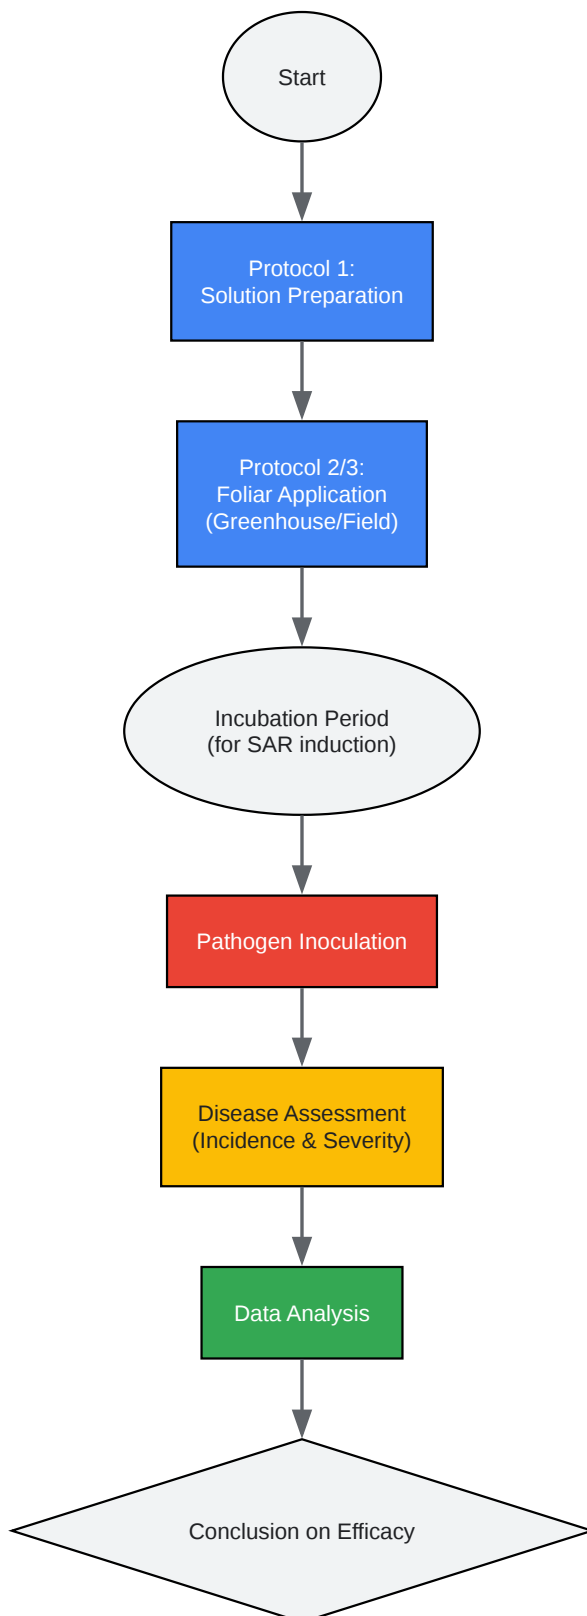 Start
Protocol 1:
Solution Preparation
Protocol 2/3:
Foliar Application
(Greenhouse/Field)
Incubation Period
(for SAR induction)
Pathogen Inoculation
Disease Assessment
(Incidence & Severity)
Data Analysis
Conclusion on Efficacy